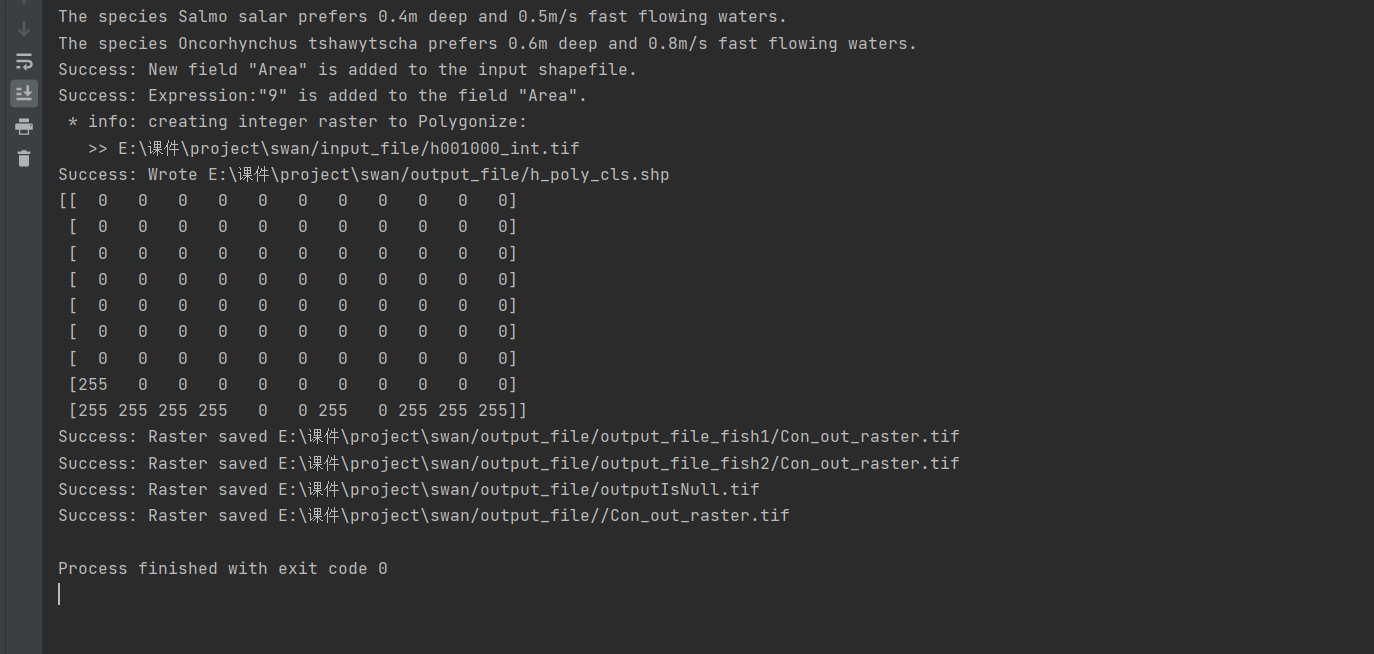 The species Salmo salar prefers 0.4m deep and 0.5m/s fast flowing waters.
The species Oncorhynchus tshawytscha prefers 0.6m deep and 0.8m/s fast flowing waters.
Success: New field "Area" is added to the input shapefile.
Success: Expression:"9" is added to the field "Area".
 * info: creating integer raster to Polygonize:
   >> E:\课件\project\swan/input_file/h001000_int.tif
Success: Wrote E:\课件\project\swan/output_file/h_poly_cls.shp
[[  0   0   0   0   0   0   0   0   0   0   0]
 [  0   0   0   0   0   0   0   0   0   0   0]
 [  0   0   0   0   0   0   0   0   0   0   0]
 [  0   0   0   0   0   0   0   0   0   0   0]
 [  0   0   0   0   0   0   0   0   0   0   0]
 [  0   0   0   0   0   0   0   0   0   0   0]
 [  0   0   0   0   0   0   0   0   0   0   0]
 [255   0   0   0   0   0   0   0   0   0   0]
 [255 255 255 255   0   0 255   0 255 255 255]]
Success: Raster saved E:\课件\project\swan/output_file/output_file_fish1/Con_out_raster.tif
Success: Raster saved E:\课件\project\swan/output_file/output_file_fish2/Con_out_raster.tif
Success: Raster saved E:\课件\project\swan/output_file/outputIsNull.tif
Success: Raster saved E:\课件\project\swan/output_file//Con_out_raster.tif
Process finished with exit code 0